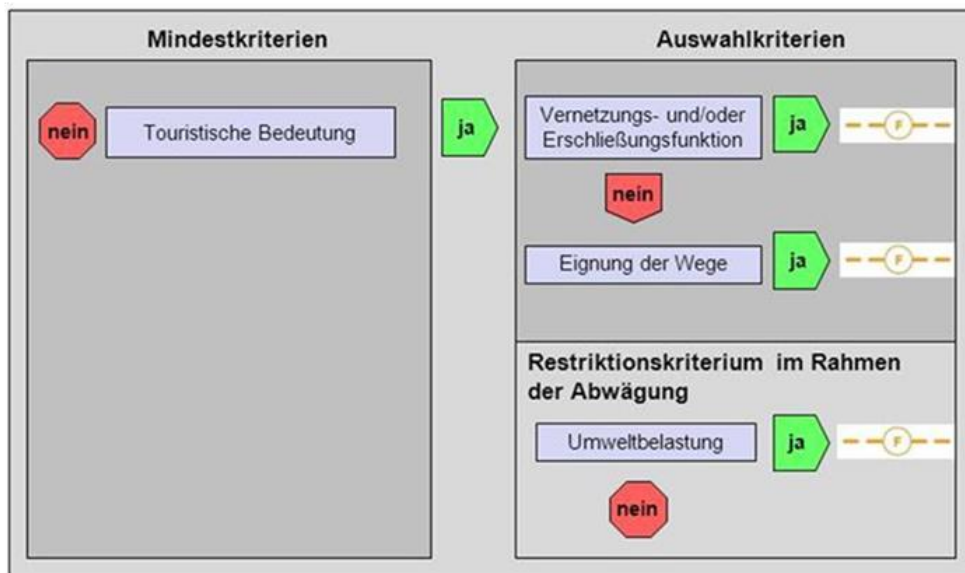 Mindestkriterien
Auswahlkriterien
nein
Touristische Bedeutung
ja
Vernetzungs- und/oder
Erschließungsfunktion
ja
F
nein
Eignung der Wege
ja
F
Restriktionskriterium im Rahmen
der Abwägung
Umweltbelastung
ja
F
nein